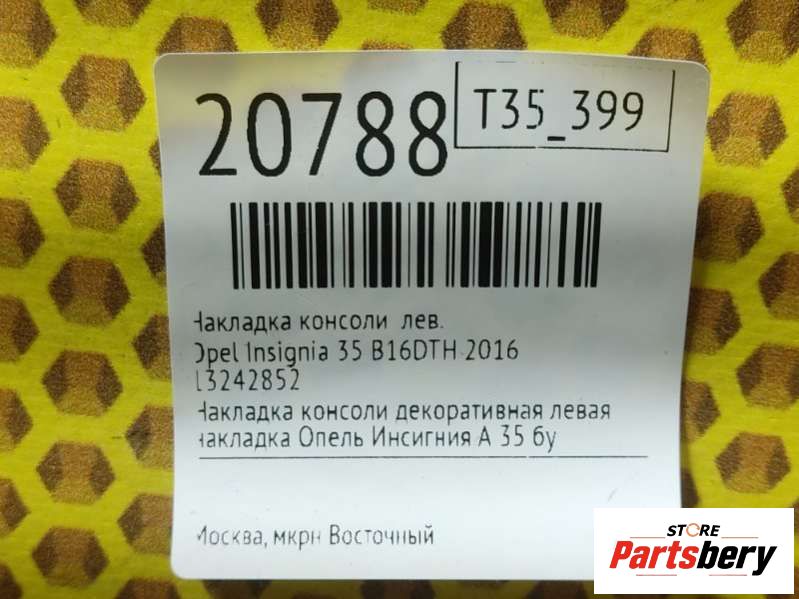 20788
T35_399
Накладка консоли лев.
Opel Insignia 35 B16DTH 2016
13242852
Накладка консоли декоративная левая
накладка Опель Инсигния А 35 бу
Москва, мкрн Восточный
STORE
Partsbery